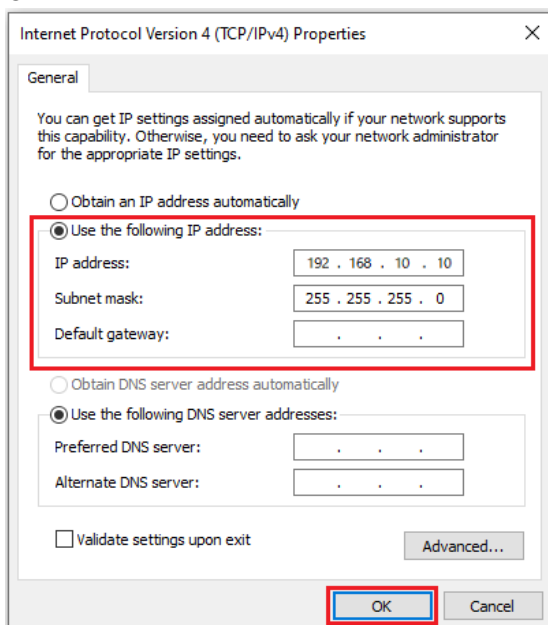 Internet Protocol Version 4 (TCP/IPv4) Properties
General
You can get IP settings assigned automatically if your network supports
this capability. Otherwise, you need to ask your network administrator
for the appropriate IP settings.
Obtain an IP address automatically
Use the following IP address:
IP address: 192 . 168 . 10 . 10
Subnet mask: 255 . 255 . 255 . 0
Default gateway: . . .
Obtain DNS server address automatically
Use the following DNS server addresses:
Preferred DNS server: . . .
Alternate DNS server: . . .
Validate settings upon exit
Advanced...
OK Cancel